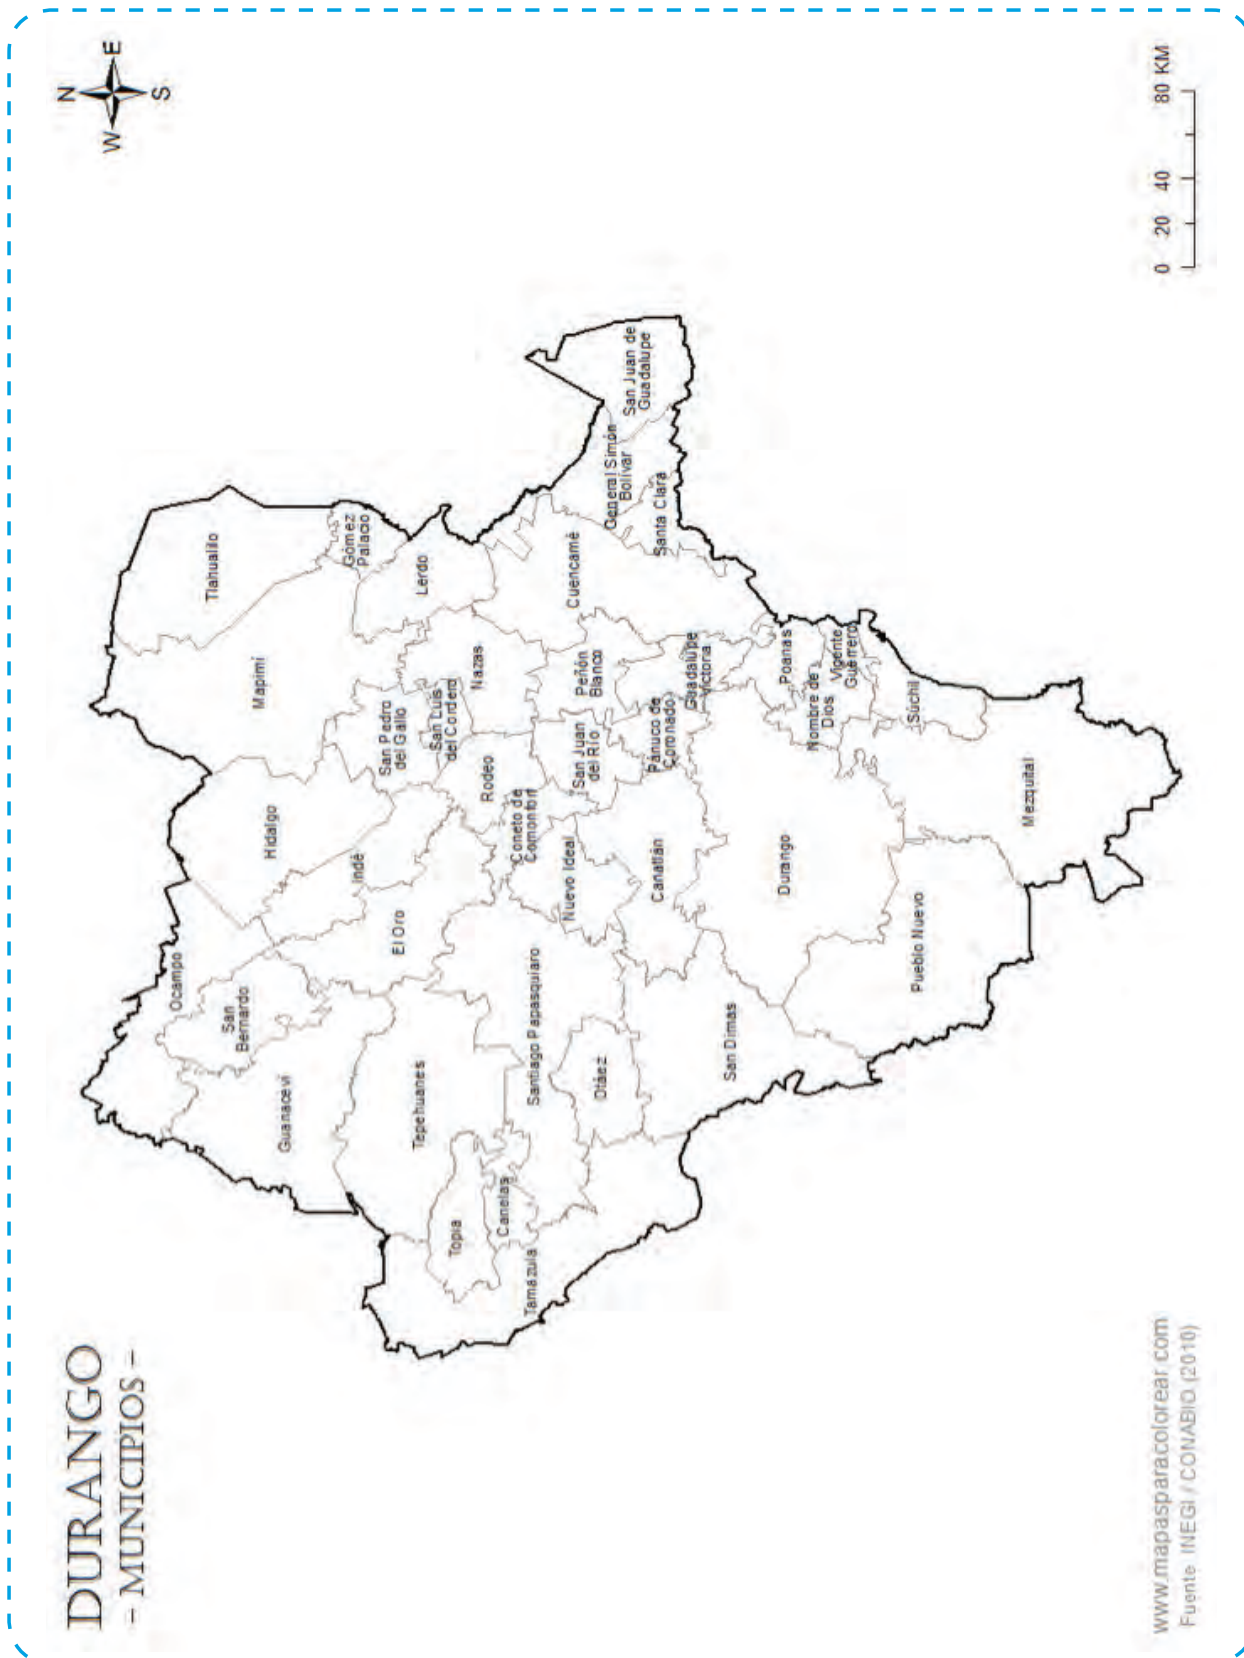 DURANGO
– MUNICIPIOS –
N
W
E
S
Ocampo
San
Bernardo
Guanaceví
Hidalgo
Mapimí
Tlahualilo
Indé
El Oro
San Pedro
del Gallo
San Luis
del Cordero
Gómez
Palacio
Lerdo
Tepehuanes
Topia
Canelas
Tamazula
Santiago Papasquiaro
Otáez
Rodeo
Nazas
Coneto de
Comonfort
Nuevo Ideal
San Juan
del Río
Peñón
Blanco
Cuencamé
General Simón
Bolívar
San Juan de
Guadalupe
Santa Clara
Canatlán
Pánuco de
Coronado
Guadalupe
Victoria
San Dimas
Durango
Nombre de
Dios
Poanas
Vicente
Guerrero
Súchil
Pueblo Nuevo
Mezquital
0 20 40 80 KM
www.mapasparacolorear.com
Fuente: INEGI / CONABIO (2010)